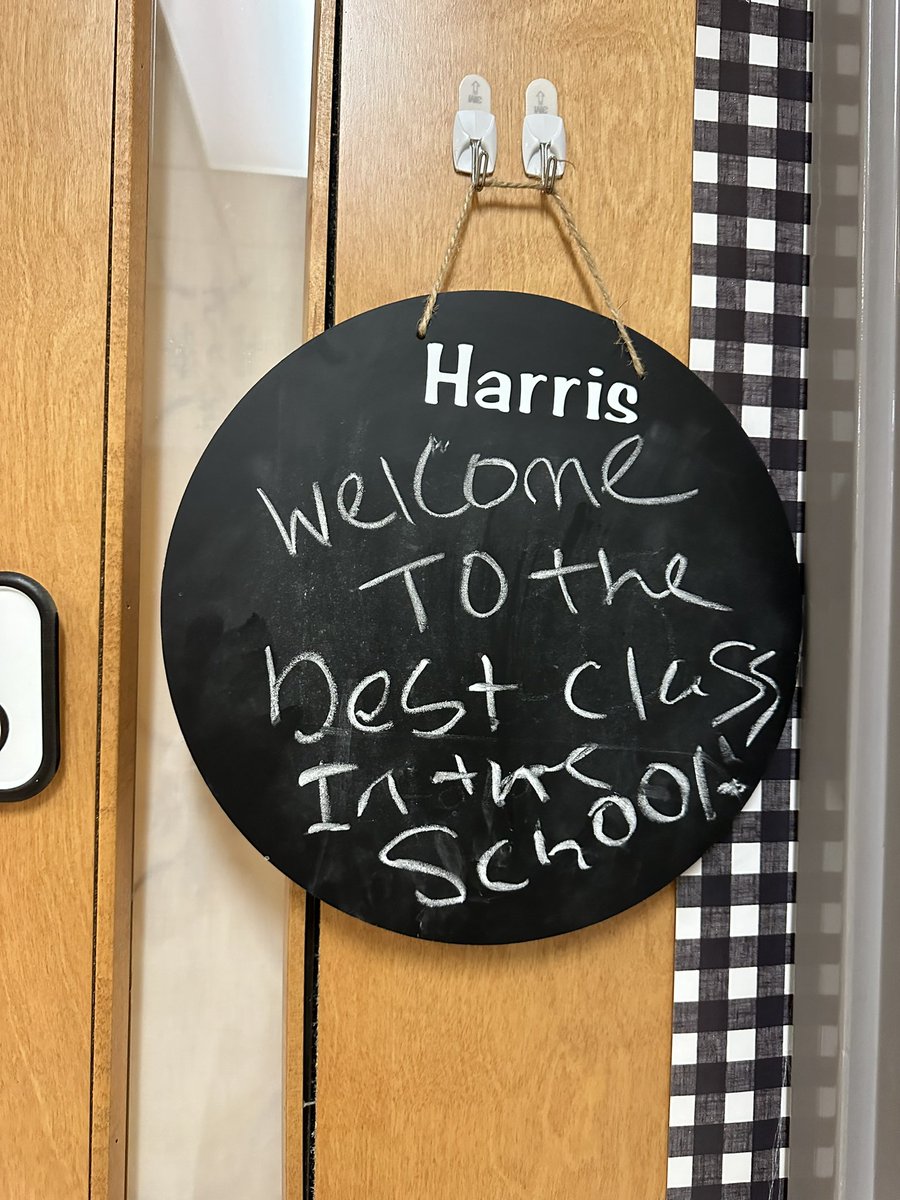 Harris
Welcome
To the
best class
In the
School!